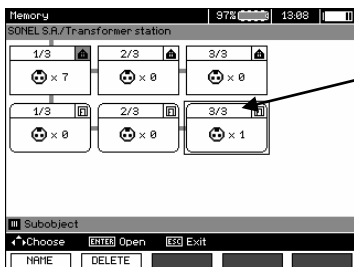 Memory 97% 13:08
SONEL S.A./Transformer station
1/3 2/3 3/3
× 7 × 0 × 0
1/3 2/3 3/3
× 0 × 0 × 1
Subobject
Choose ENTER Open ESC Exit
NAME DELETE